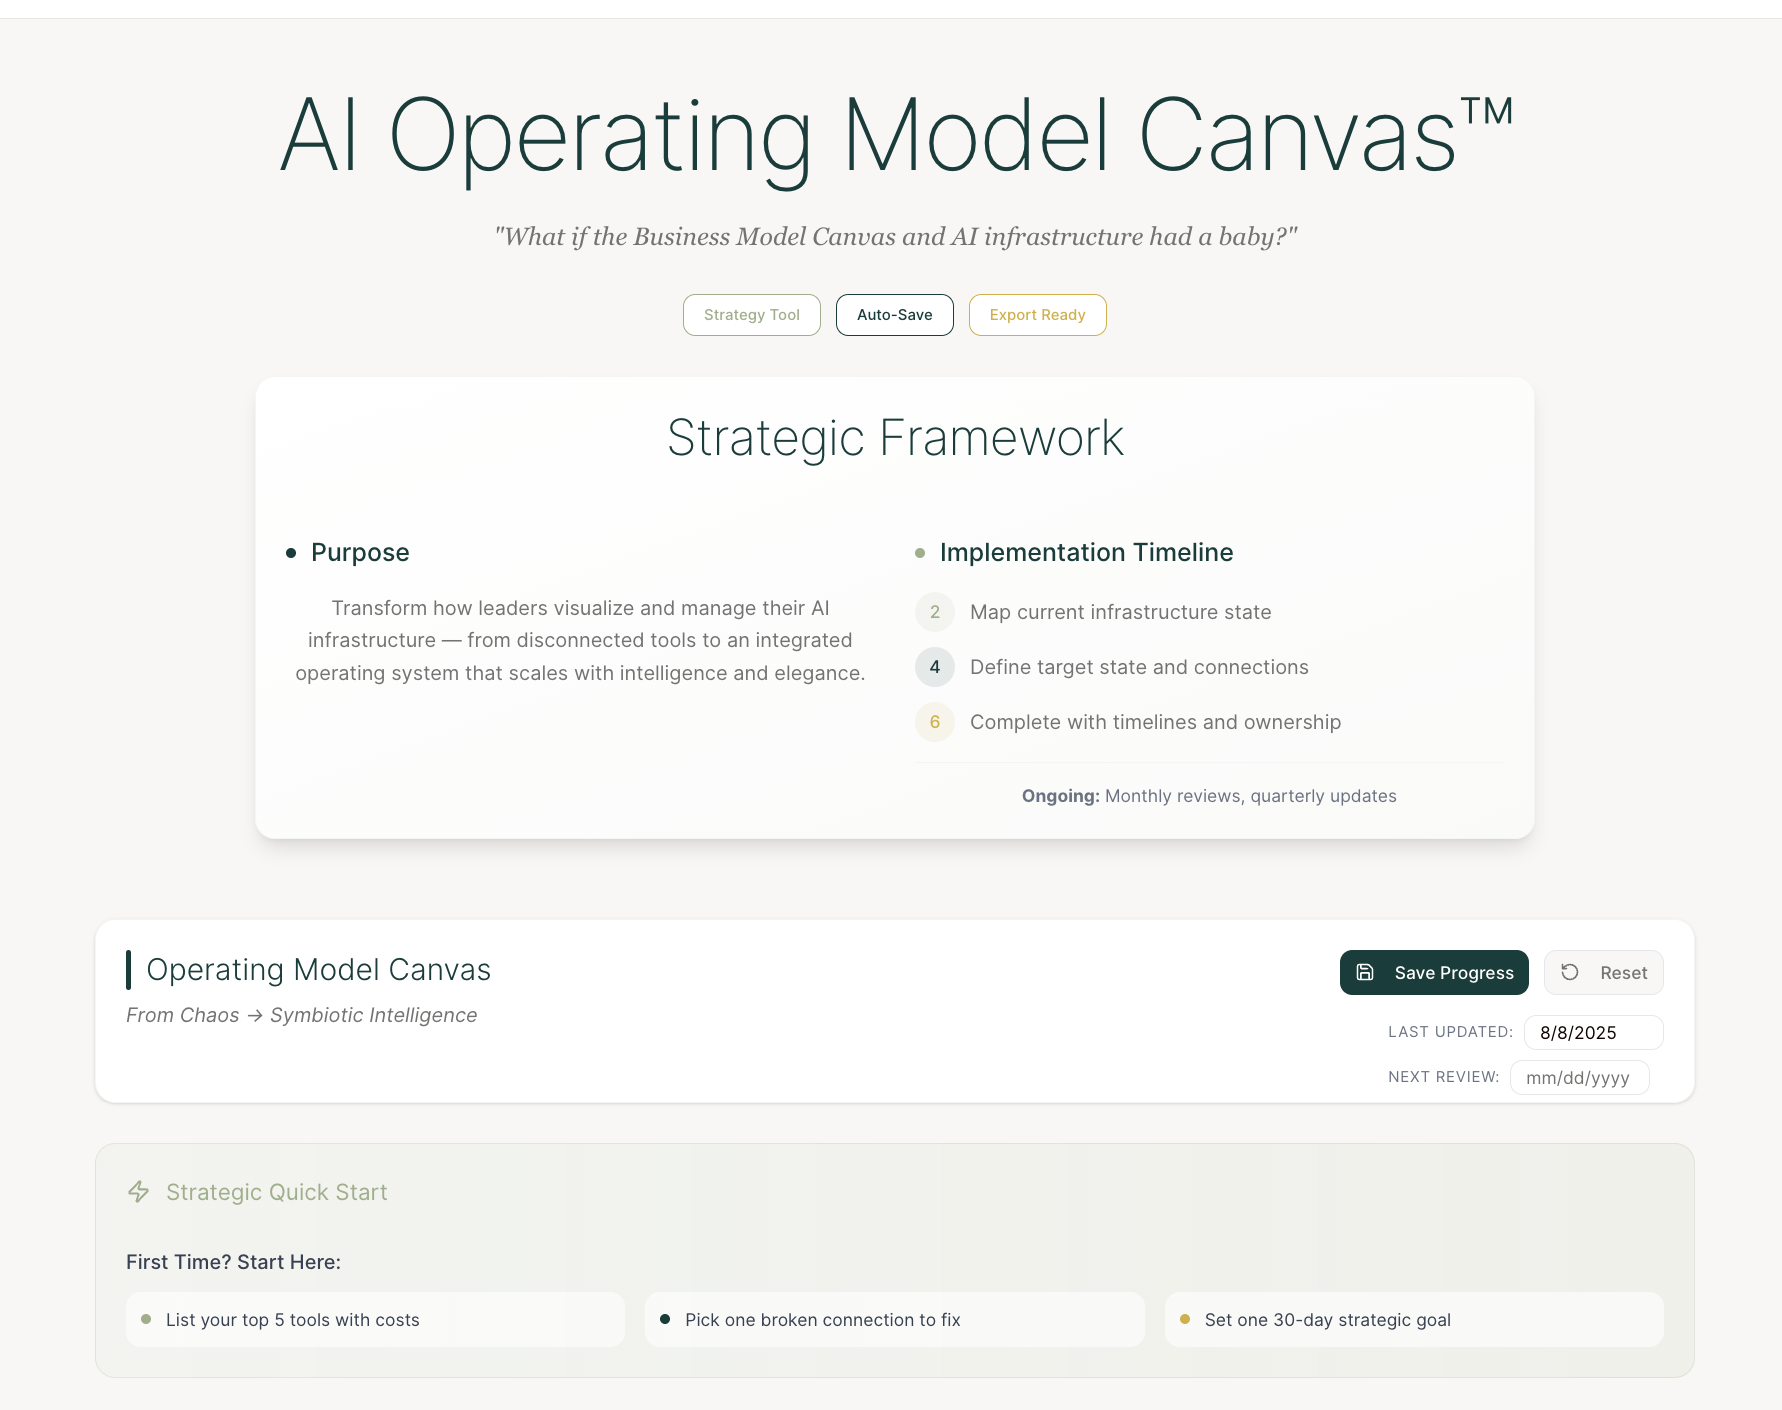 AI Operating Model Canvas™
"What if the Business Model Canvas and AI infrastructure had a baby?"
Strategy Tool
Auto-Save
Export Ready
Strategic Framework
Purpose
Transform how leaders visualize and manage their AI
infrastructure — from disconnected tools to an integrated
operating system that scales with intelligence and elegance.
Implementation Timeline
2 Map current infrastructure state
4 Define target state and connections
6 Complete with timelines and ownership
Ongoing: Monthly reviews, quarterly updates
Operating Model Canvas
From Chaos → Symbiotic Intelligence
Save Progress
Reset
LAST UPDATED: 8/8/2025
NEXT REVIEW: mm/dd/yyyy
Strategic Quick Start
First Time? Start Here:
List your top 5 tools with costs
Pick one broken connection to fix
Set one 30-day strategic goal